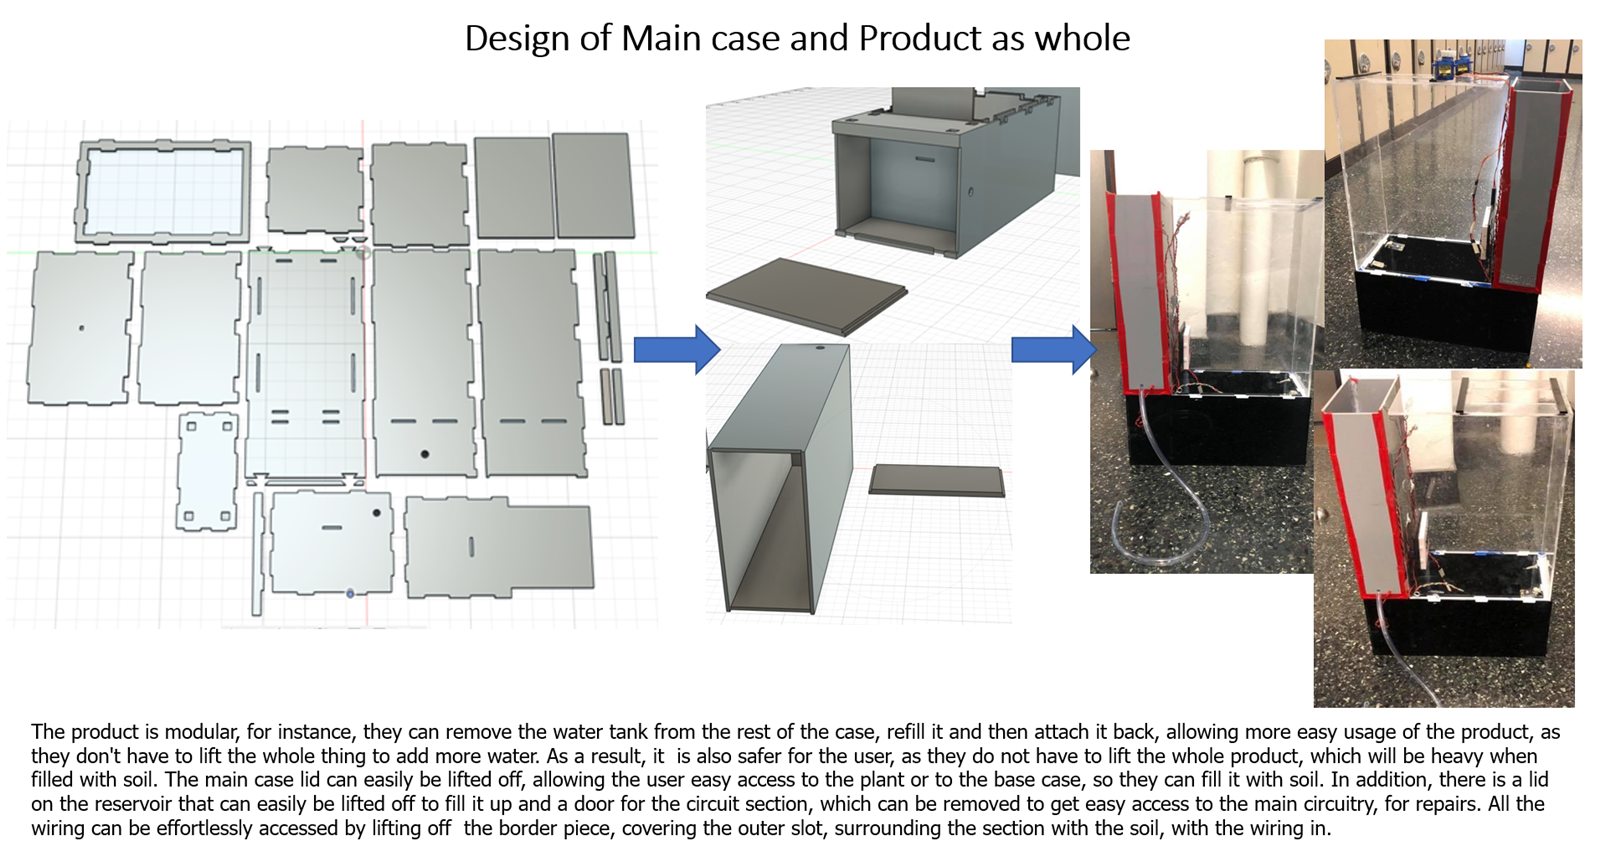 Design of Main case and Product as whole
The product is modular, for instance, they can remove the water tank from the rest of the case, refill it and then attach it back, allowing more easy usage of the product, as
they don't have to lift the whole thing to add more water. As a result, it  is also safer for the user, as they do not have to lift the whole product, which will be heavy when
filled with soil. The main case lid can easily be lifted off, allowing the user easy access to the plant or to the base case, so they can fill it with soil. In addition, there is a lid
on the reservoir that can easily be lifted off to fill it up and a door for the circuit section, which can be removed to get easy access to the main circuitry, for repairs. All the
wiring can be effortlessly accessed by lifting off  the border piece, covering the outer slot, surrounding the section with the soil, with the wiring in.